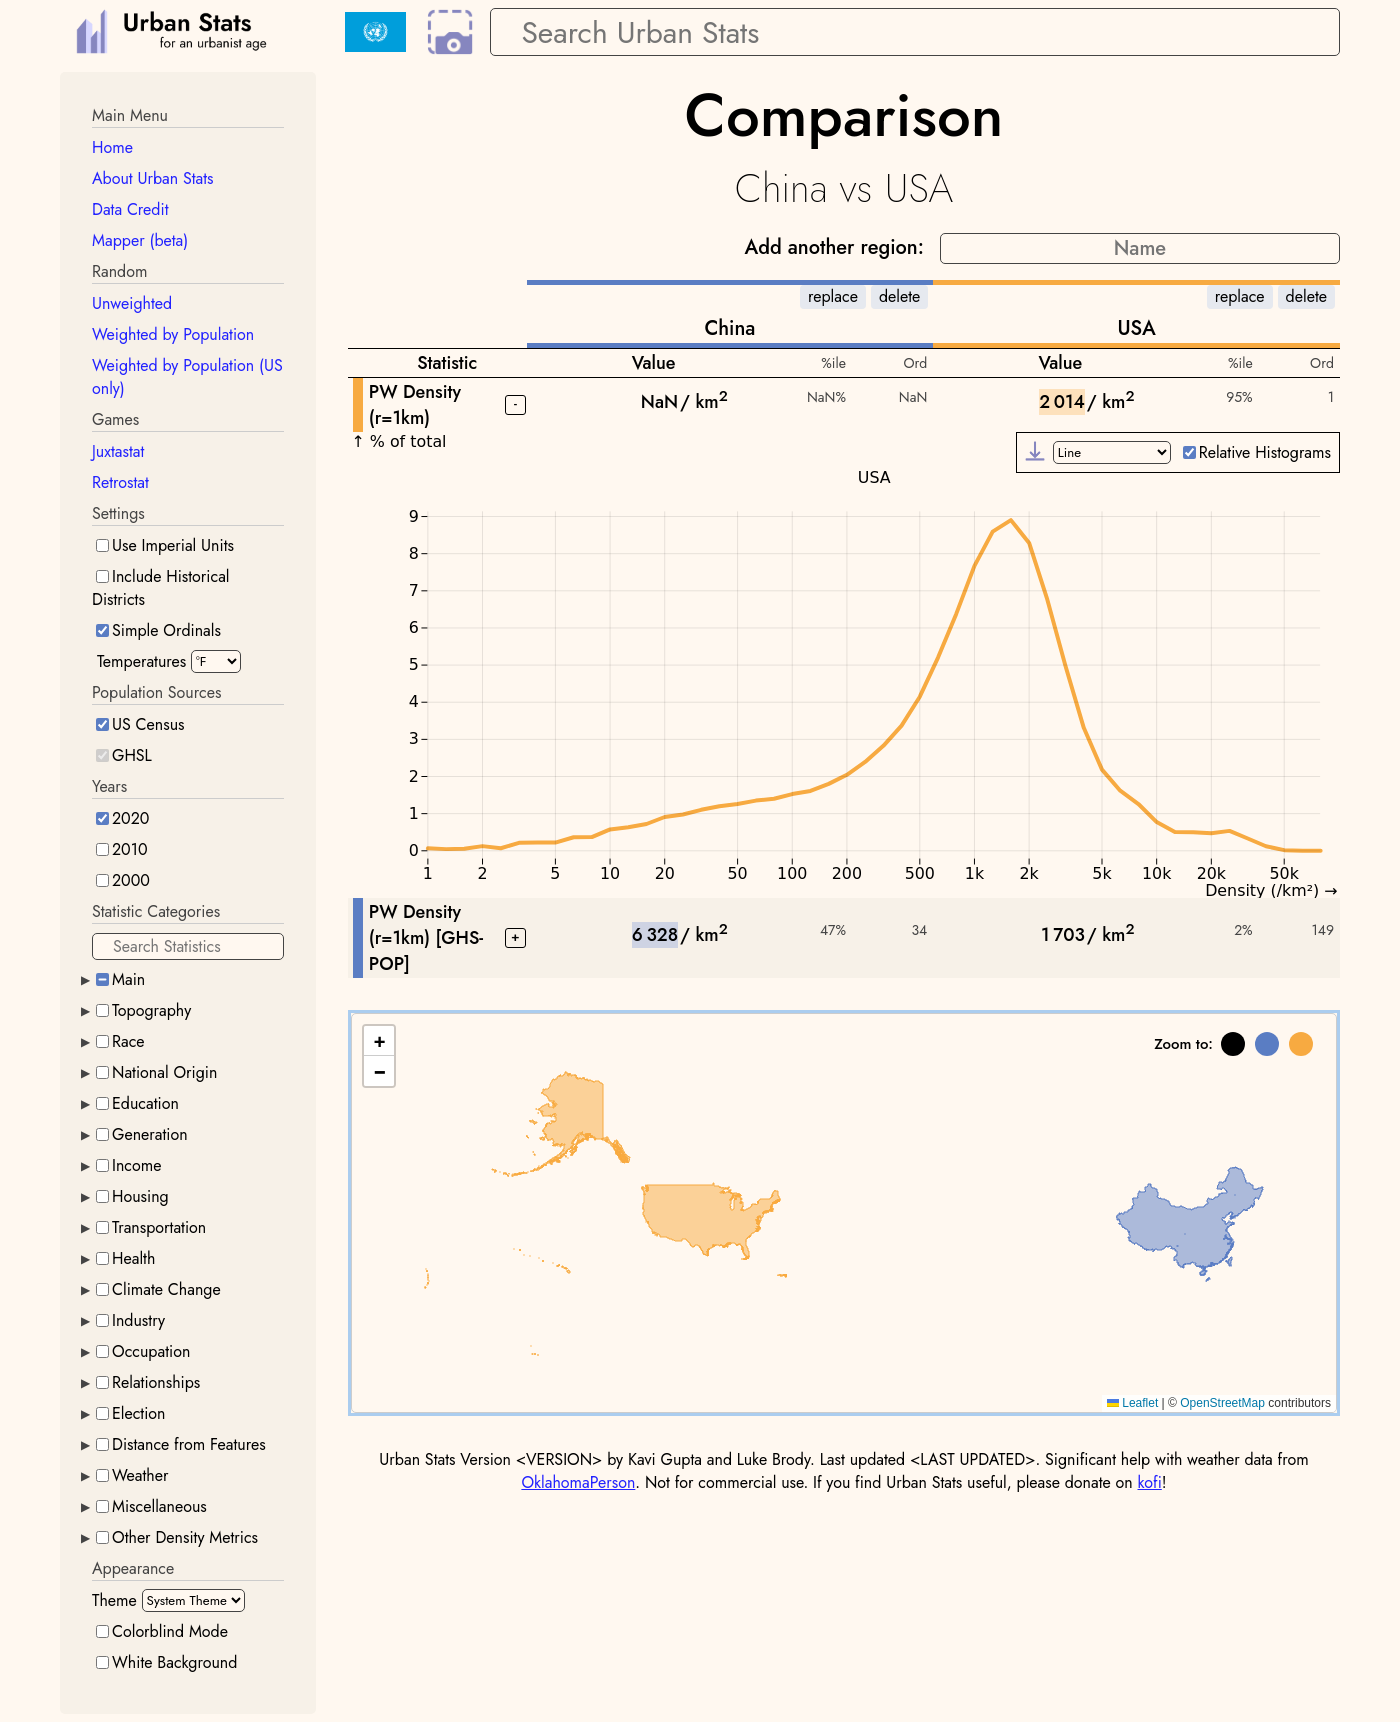 Urban Stats
for an urbanist age
Search Urban Stats
Main Menu
Home
About Urban Stats
Data Credit
Mapper (beta)
Random
Unweighted
Weighted by Population
Weighted by Population (US
only)
Games
Juxtastat
Retrostat
Settings
Use Imperial Units
Include Historical
Districts
Simple Ordinals
Temperatures °F
Population Sources
US Census
GHSL
Years
2020
2010
2000
Statistic Categories
Search Statistics
Main
Topography
Race
National Origin
Education
Generation
Income
Housing
Transportation
Health
Climate Change
Industry
Occupation
Relationships
Election
Distance from Features
Weather
Miscellaneous
Other Density Metrics
Appearance
Theme System Theme
Colorblind Mode
White Background
Comparison
China vs USA
Add another region: Name
replace delete replace delete
China USA
Statistic Value %ile Ord Value %ile Ord
PW Density
(r=1km) - NaN / km² NaN% NaN 2 014 / km² 95% 1
↑ % of total
Line Relative Histograms
USA
9
8
7
6
5
4
3
2
1
0
1 2 5 10 20 50 100 200 500 1k 2k 5k 10k 20k 50k
Density (/km²) →
PW Density
(r=1km) [GHS-
POP] + 6 328 / km² 47% 34 1 703 / km² 2% 149
+
−
Zoom to:
Leaflet | © OpenStreetMap contributors
Urban Stats Version <VERSION> by Kavi Gupta and Luke Brody. Last updated <LAST UPDATED>. Significant help with weather data from
OklahomaPerson. Not for commercial use. If you find Urban Stats useful, please donate on kofi!